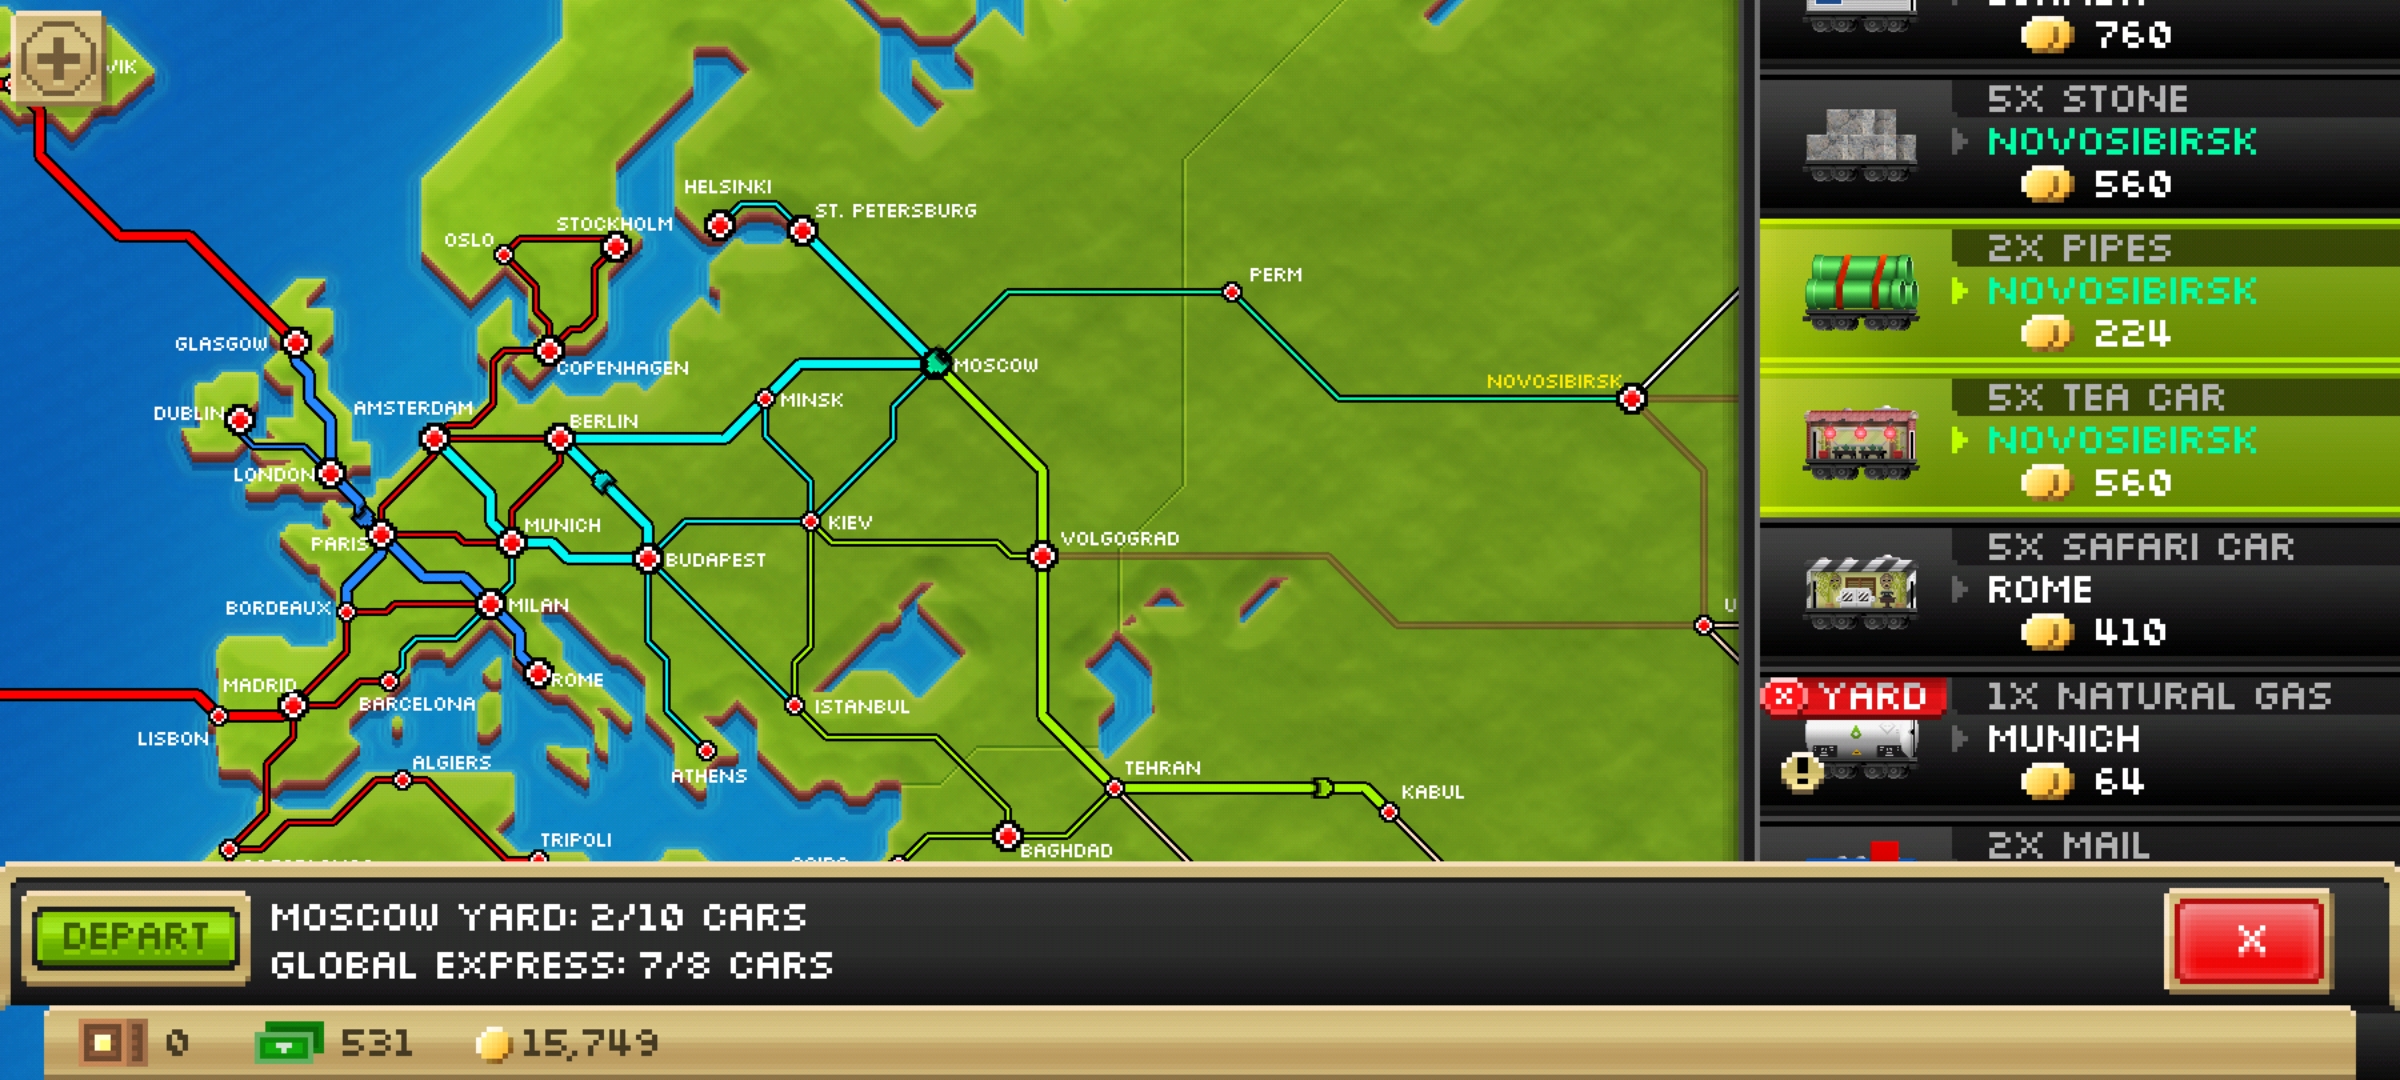 VIK
HELSINKI
ST. PETERSBURG
STOCKHOLM
OSLO
PERM
GLASGOW
COPENHAGEN
MOSCOW
NOVOSIBIRSK
MINSK
DUBLIN
AMSTERDAM
BERLIN
LONDON
PARIS
MUNICH
KIEV
VOLGOGRAD
BUDAPEST
BORDEAUX
MILAN
U
MADRID
ROME
BARCELONA
ISTANBUL
LISBON
ALGIERS
ATHENS
TEHRAN
KABUL
TRIPOLI
BAGHDAD
760
5X STONE
NOVOSIBIRSK
560
2X PIPES
NOVOSIBIRSK
224
5X TEA CAR
NOVOSIBIRSK
560
5X SAFARI CAR
ROME
410
YARD
1X NATURAL GAS
MUNICH
64
2X MAIL
DEPART
MOSCOW YARD: 2/10 CARS
GLOBAL EXPRESS: 7/8 CARS
X
0
531
15,749